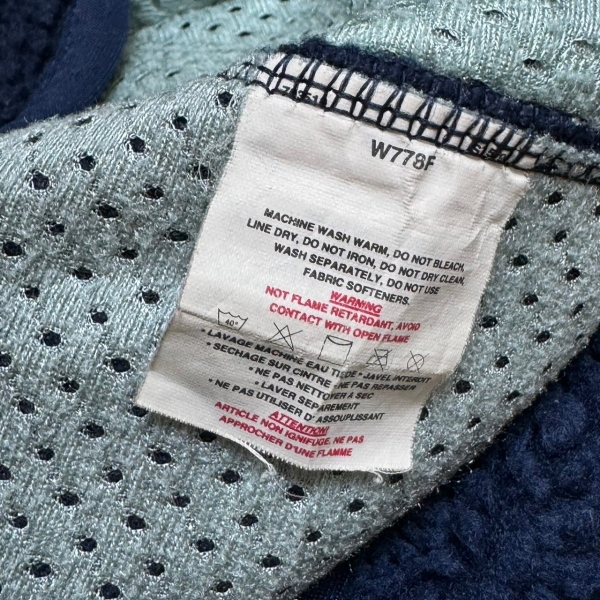 W778F
MACHINE WASH WARM, DO NOT BLEACH,
LINE DRY, DO NOT IRON, DO NOT DRY CLEAN,
WASH SEPARATELY, DO NOT USE
FABRIC SOFTENERS.
WARNING
NOT FLAME RETARDANT, AVOID
CONTACT WITH OPEN FLAME
40°
• LAVAGE MACHINE EAU TIEDE • JAVEL INTERDIT
• SECHAGE SUR CINTRE • NE PAS REPASSER
• NE PAS NETTOYER A SEC
• LAVER SEPAREMENT
• NE PAS UTILISER D'ASSOUPLISSANT
ATTENTION!
ARTICLE NON IGNIFUGE, NE PAS
APPROCHER D'UNE FLAMME